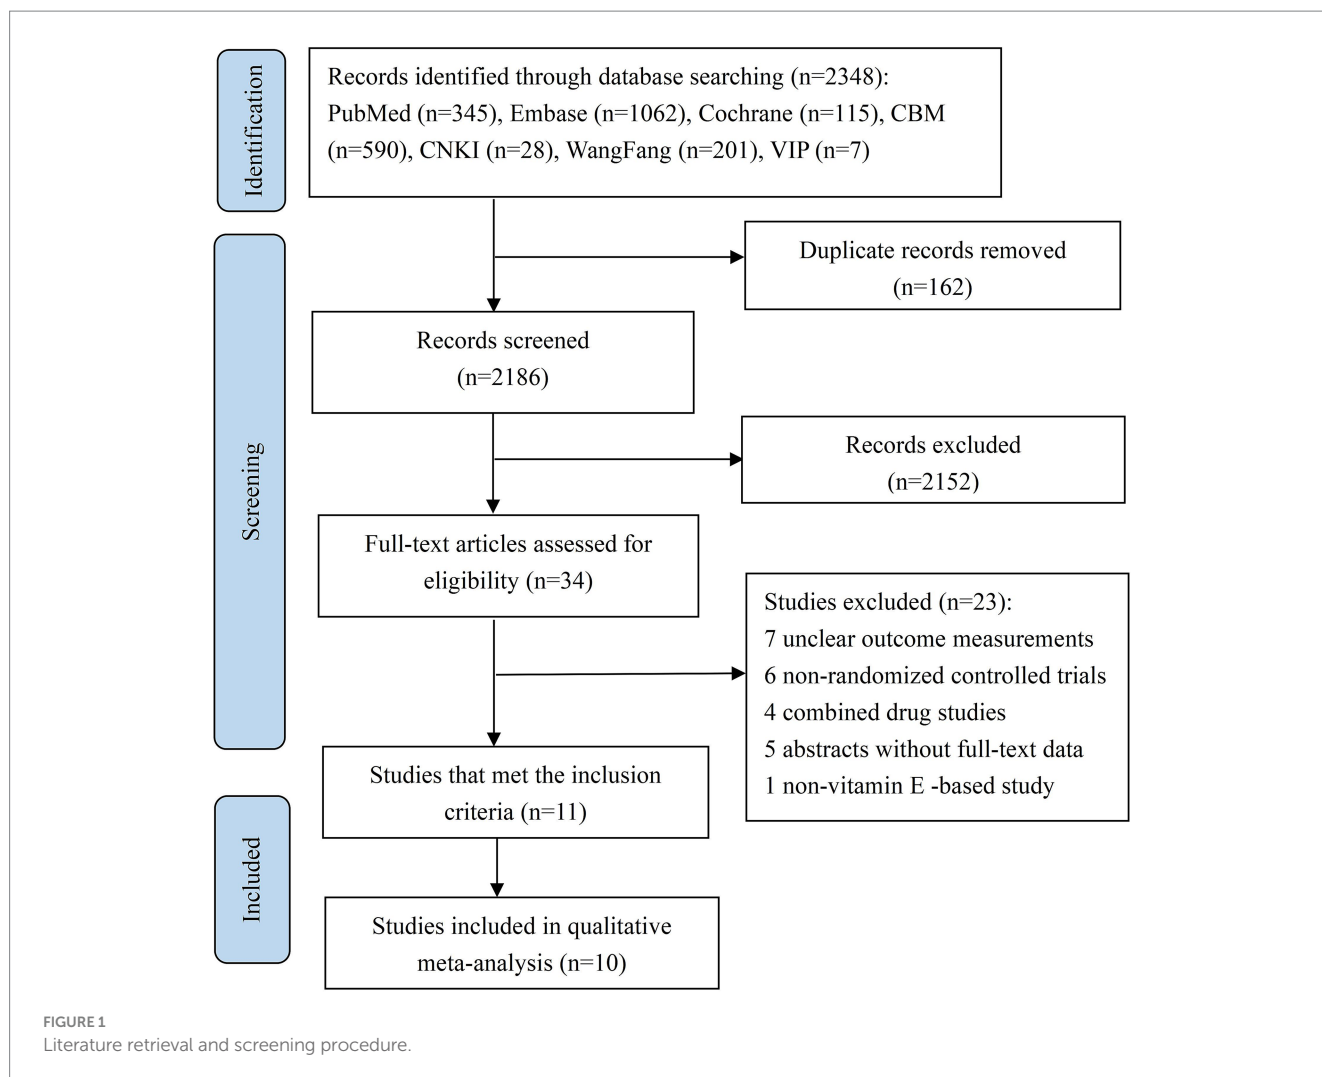 Identification
Records identified through database searching (n=2348):
PubMed (n=345), Embase (n=1062), Cochrane (n=115), CBM
(n=590), CNKI (n=28), WangFang (n=201), VIP (n=7)
Duplicate records removed
(n=162)
Screening
Records screened
(n=2186)
Records excluded
(n=2152)
Full-text articles assessed for
eligibility (n=34)
Studies excluded (n=23):
7 unclear outcome measurements
6 non-randomized controlled trials
4 combined drug studies
5 abstracts without full-text data
1 non-vitamin E -based study
Studies that met the inclusion
criteria (n=11)
Included
Studies included in qualitative
meta-analysis (n=10)
FIGURE 1
Literature retrieval and screening procedure.